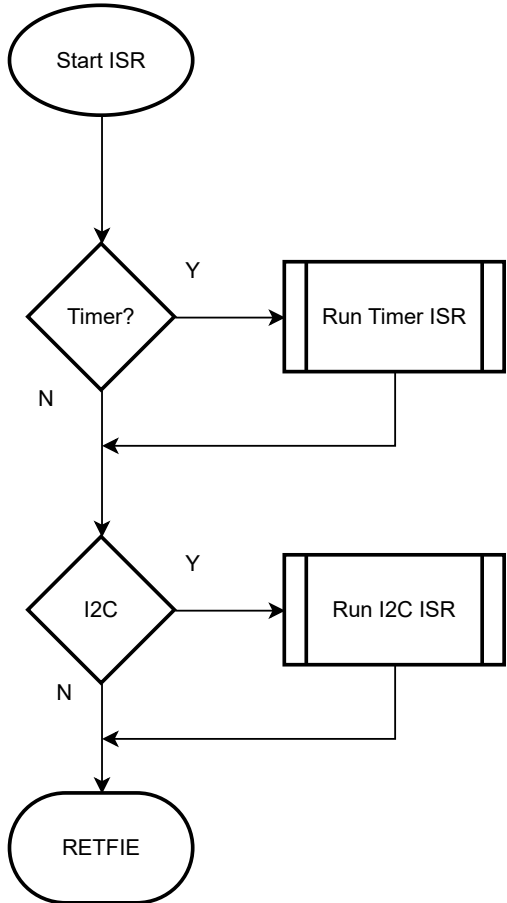 Start ISR
Timer?
Y
Run Timer ISR
N
I2C
Y
Run I2C ISR
N
RETFIE